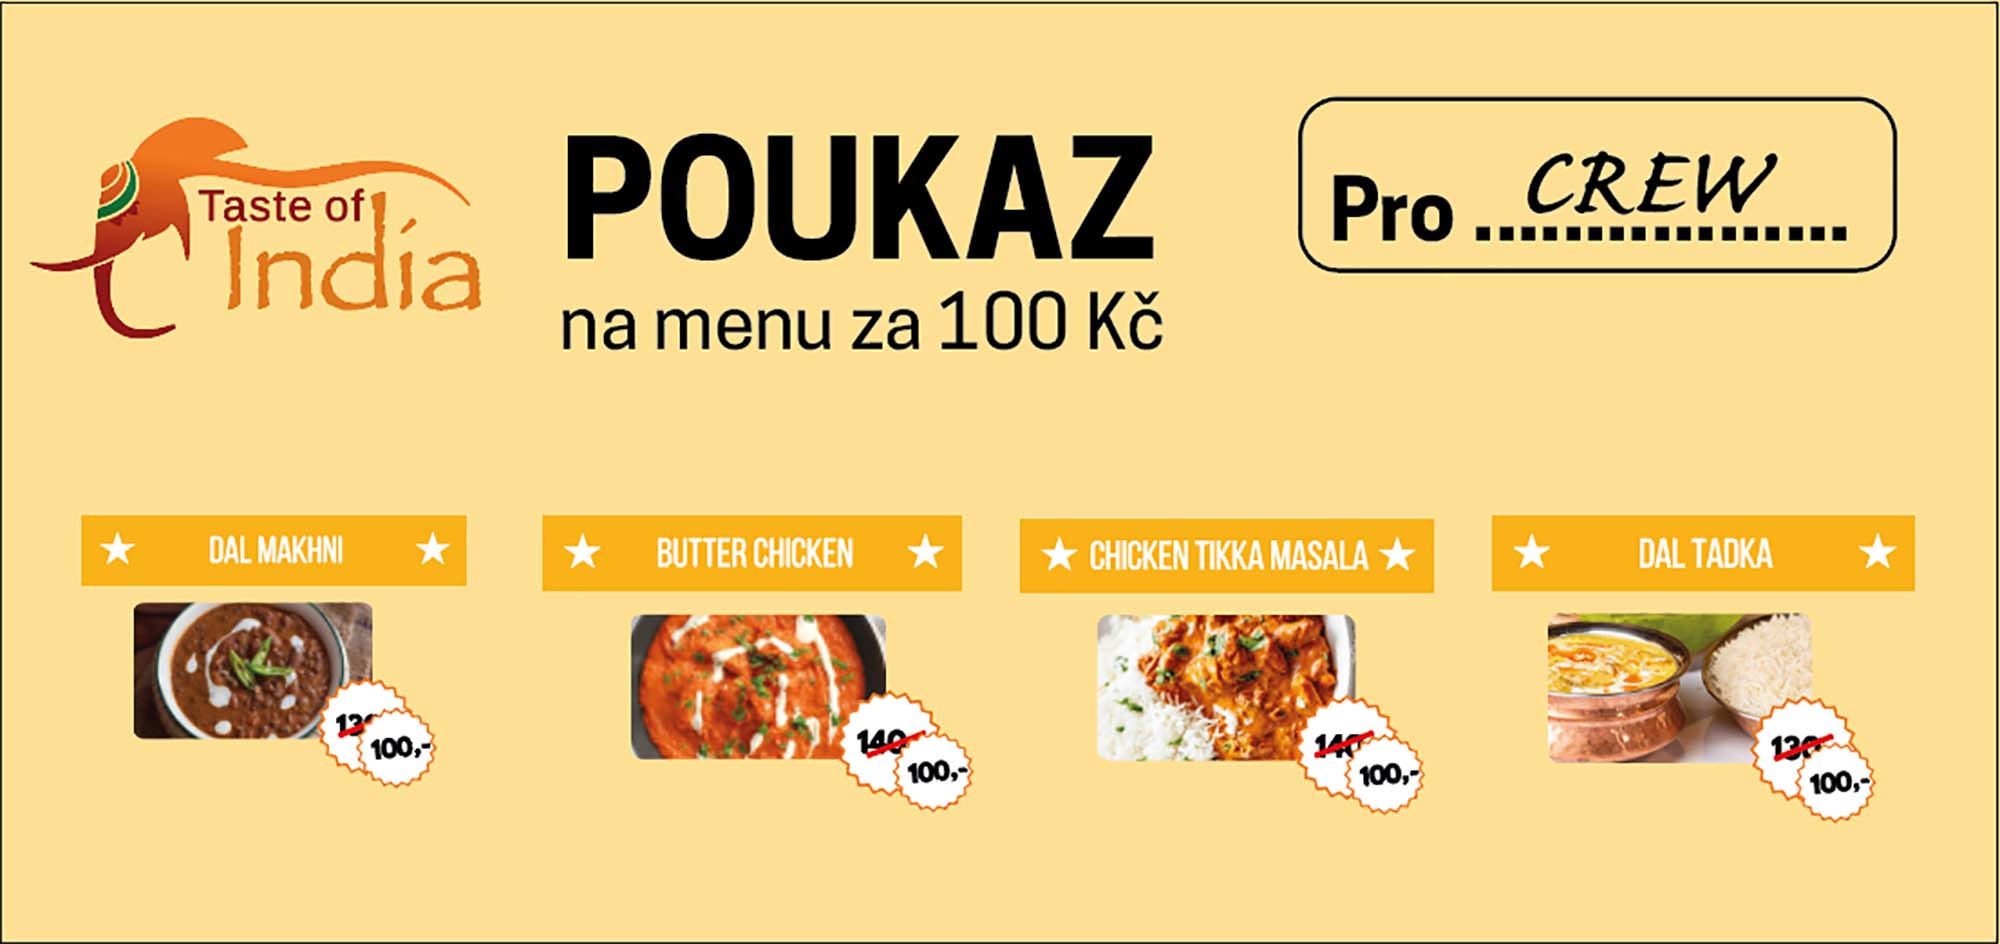 Taste of
India
POUKAZ
na menu za 100 Kč
Pro CREW
DAL MAKHNI
BUTTER CHICKEN
CHICKEN TIKKA MASALA
DAL TADKA
100,-
140
100,-
100,-
100,-